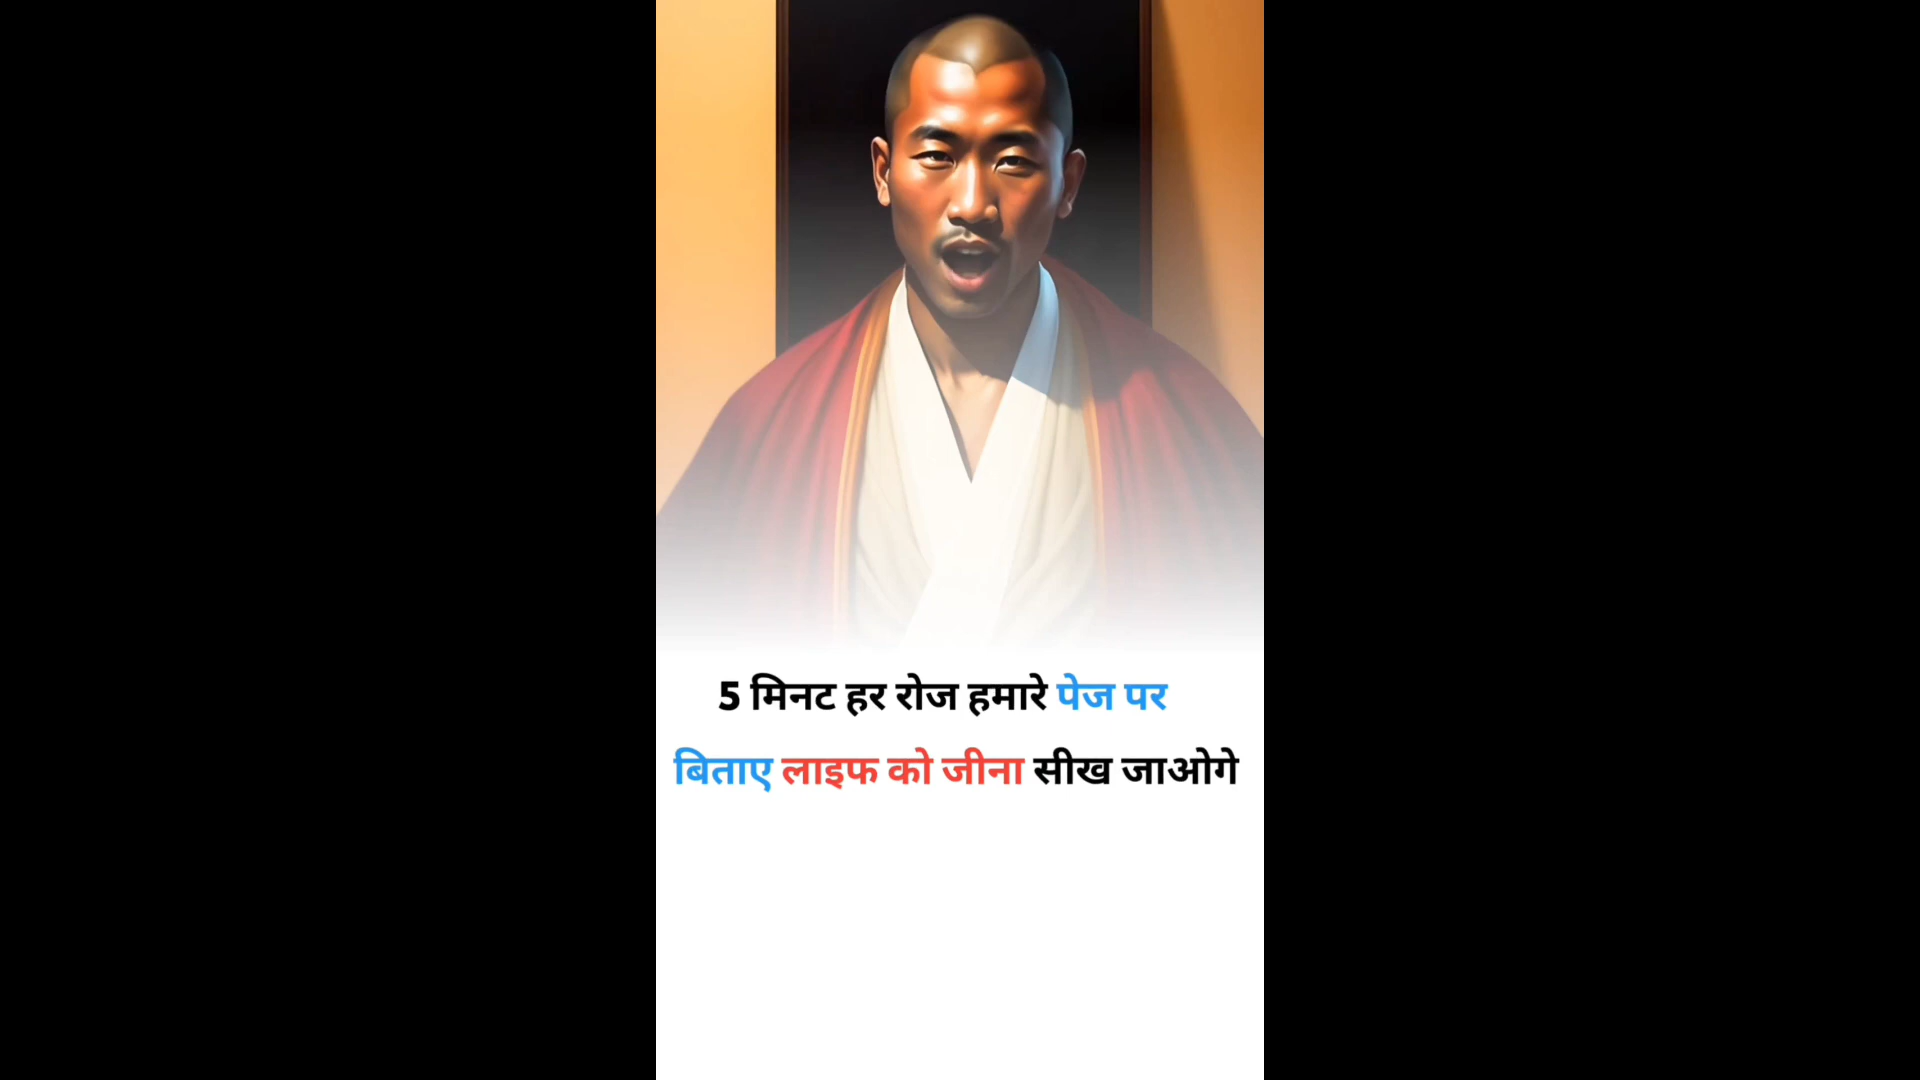 5 मिनट हर रोज हमारे पेज पर
बिताए लाइफ को जीना सीख जाओगे